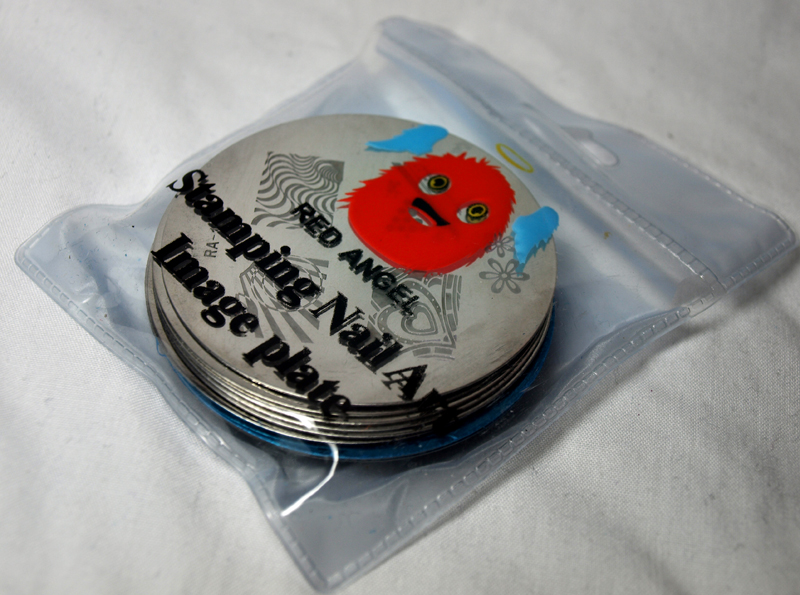 RED ANGEL
RA-
Stamping Nail Art
Image plate